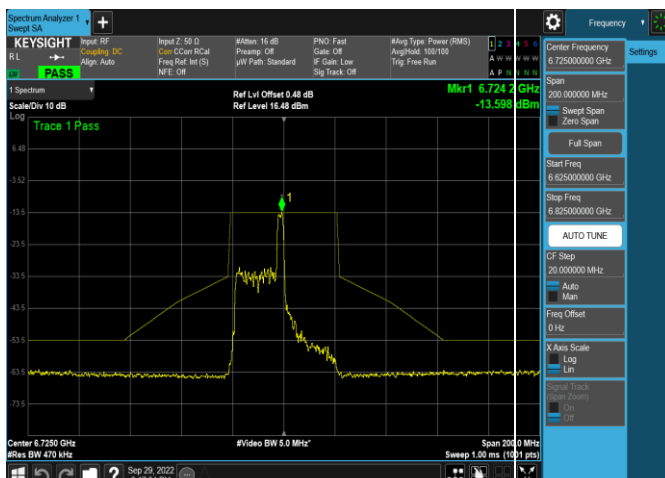 Spectrum Analyzer 1
Swept SA
+
Frequency
KEYSIGHT
RL
LXI
PASS
Input: RF
Coupling: DC
Align: Auto
Input Z: 50 Ω
Corr CCorr RCal
Freq Ref: Int (S)
NFE: Off
#Atten: 16 dB
Preamp: Off
µW Path: Standard
PNO: Fast
Gate: Off
IF Gain: Low
Sig Track: Off
#Avg Type: Power (RMS)
Avg|Hold: 100/100
Trig: Free Run
1 2 3 4 5 6
A W W W W W
A P N N N N
1 Spectrum
Scale/Div 10 dB
Ref Lvl Offset 0.48 dB
Ref Level 16.48 dBm
Mkr1 6.724 2 GHz
-13.598 dBm
Log
Trace 1 Pass
1
6.48
-3.52
-13.5
-23.5
-33.5
-43.5
-53.5
-63.5
-73.5
Center 6.7250 GHz
#Res BW 470 kHz
#Video BW 5.0 MHz*
Span 200.0 MHz
Sweep 1.00 ms (1001 pts)
Sep 29, 2022
Center Frequency
6.725000000 GHz
Settings
Span
200.000000 MHz
Swept Span
Zero Span
Full Span
Start Freq
6.625000000 GHz
Stop Freq
6.825000000 GHz
AUTO TUNE
CF Step
20.000000 MHz
Auto
Man
Freq Offset
0 Hz
X Axis Scale
Log
Lin
Signal Track
(Span Zoom)
On
Off